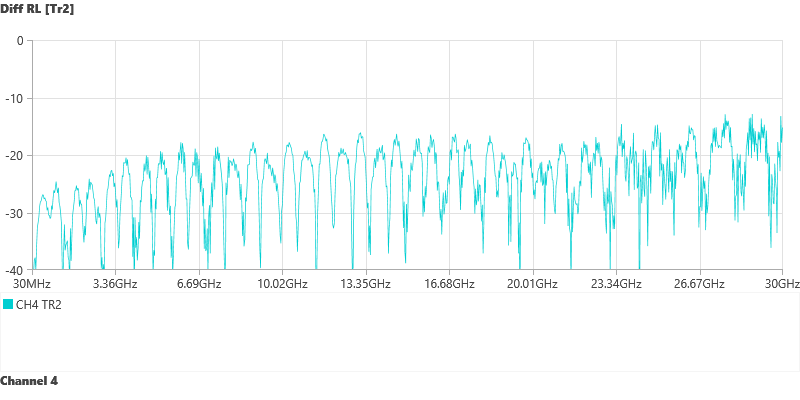 Diff RL [Tr2]
0
-10
-20
-30
-40
30MHz 3.36GHz 6.69GHz 10.02GHz 13.35GHz 16.68GHz 20.01GHz 23.34GHz 26.67GHz 30GHz
CH4 TR2
Channel 4